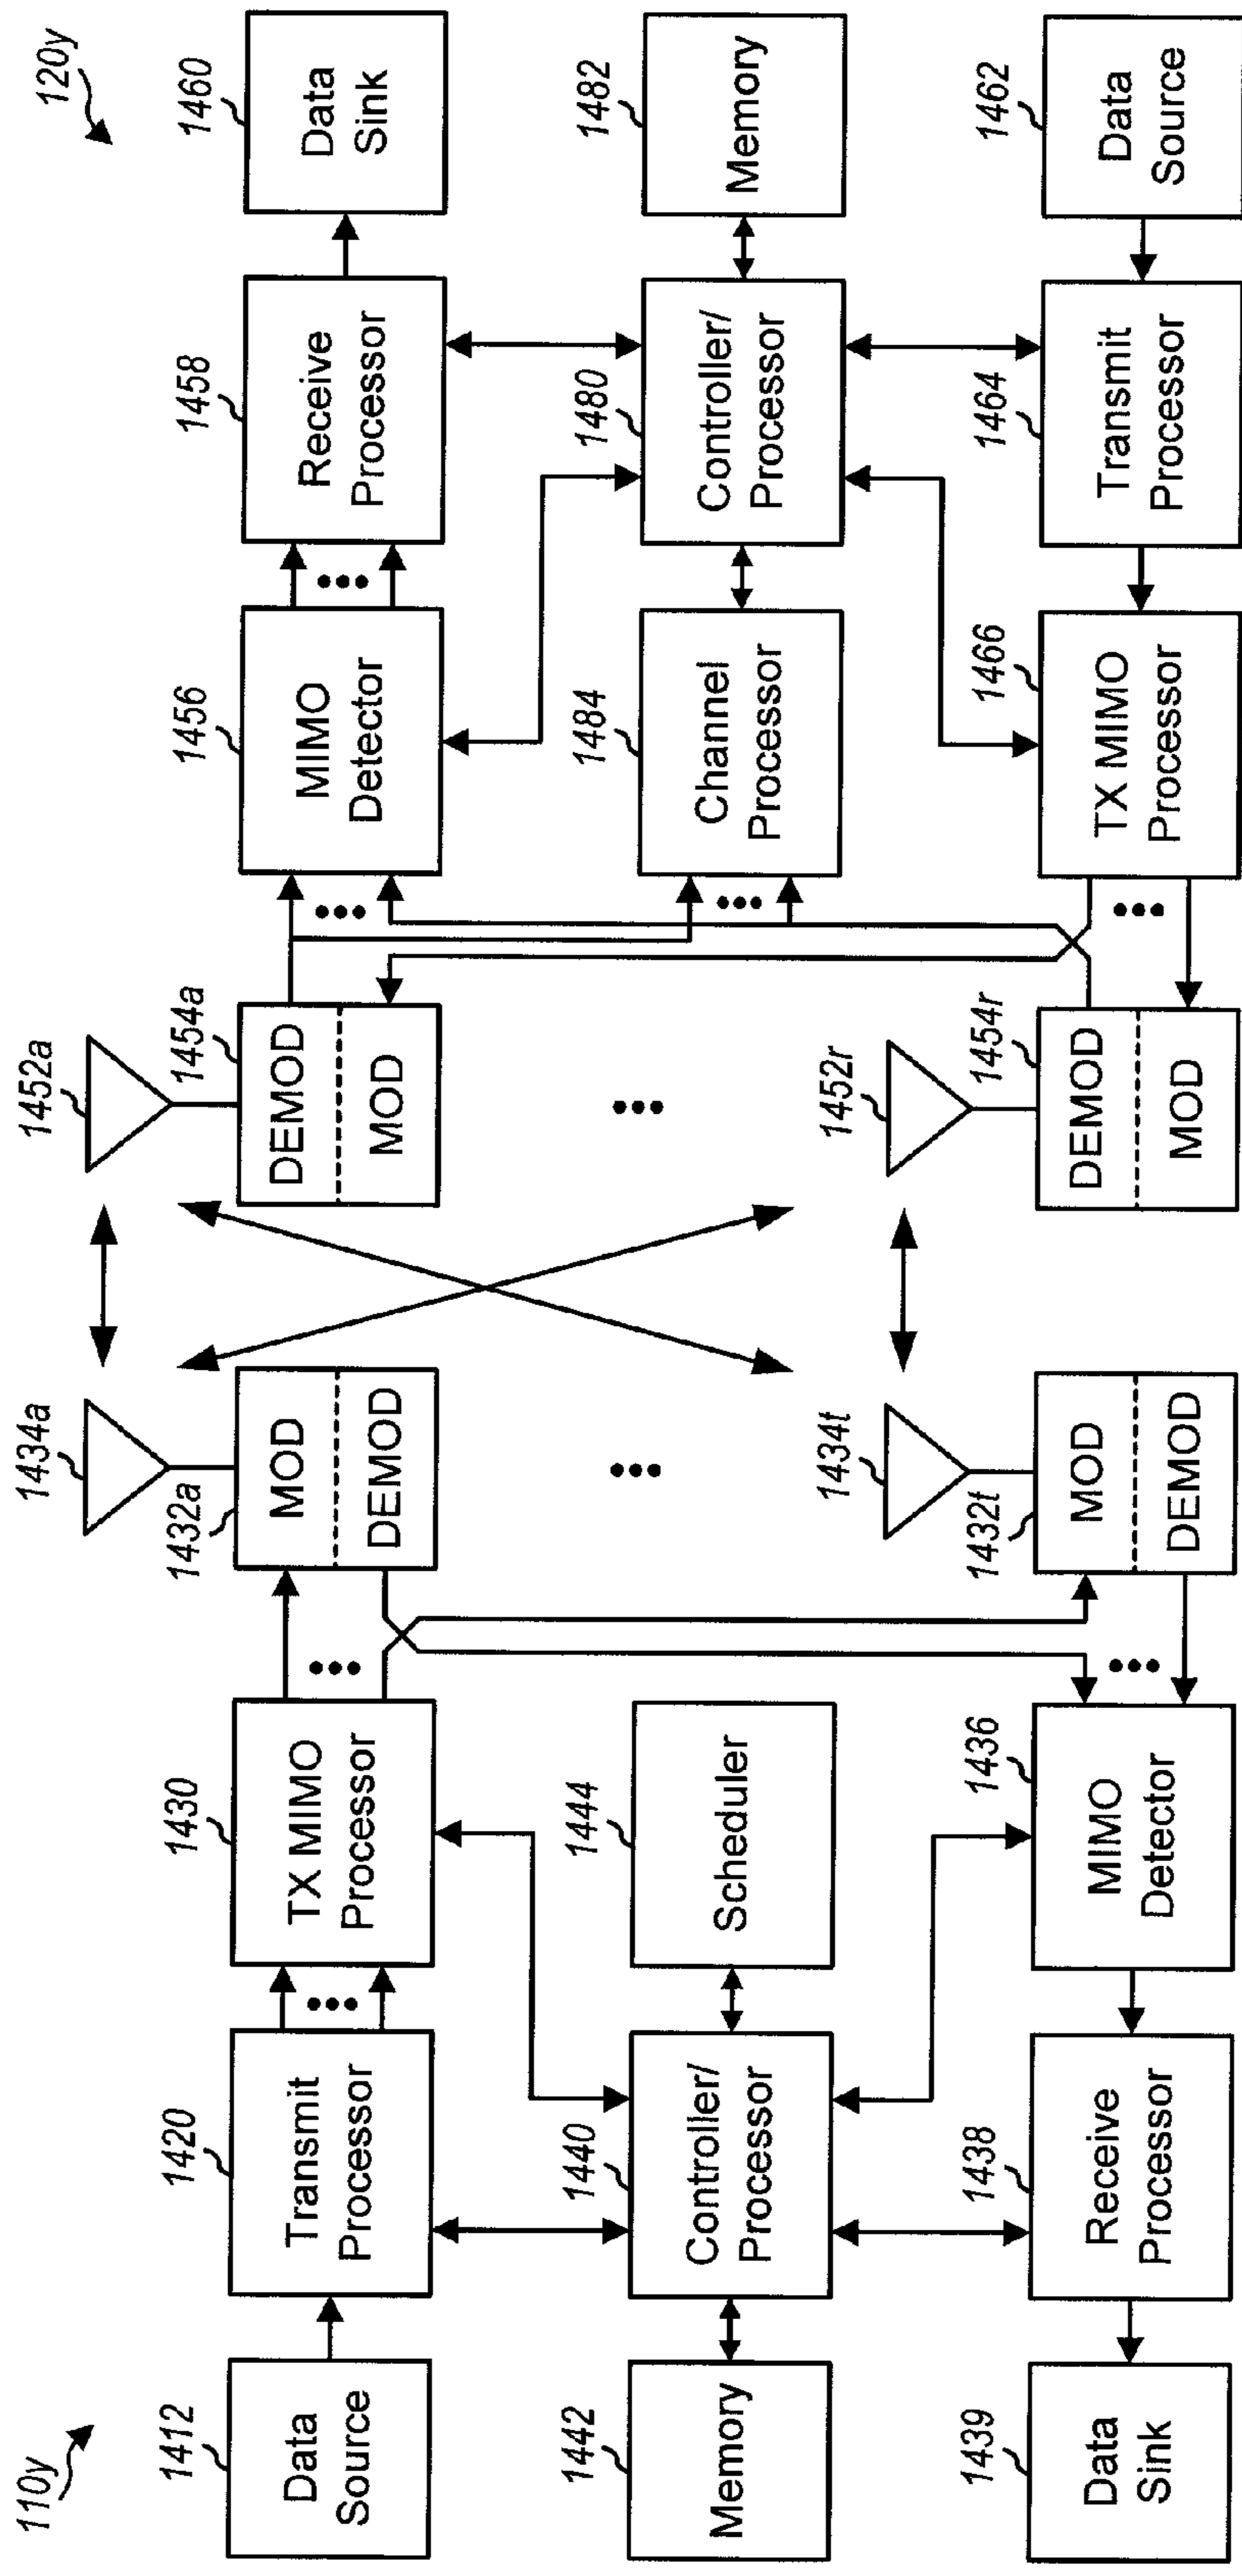 110y
120y
1412
Data
Source
1420
Transmit
Processor
1430
TX MIMO
Processor
1432a
MOD
DEMOD
1434a
1452a
1454a
DEMOD
MOD
1456
MIMO
Detector
1458
Receive
Processor
1460
Data
Sink
1442
Memory
1440
Controller/
Processor
1444
Scheduler
1484
Channel
Processor
1480
Controller/
Processor
1482
Memory
1439
Data
Sink
1438
Receive
Processor
1436
MIMO
Detector
1432t
MOD
DEMOD
1434t
1452r
1454r
DEMOD
MOD
1466
TX MIMO
Processor
1464
Transmit
Processor
1462
Data
Source